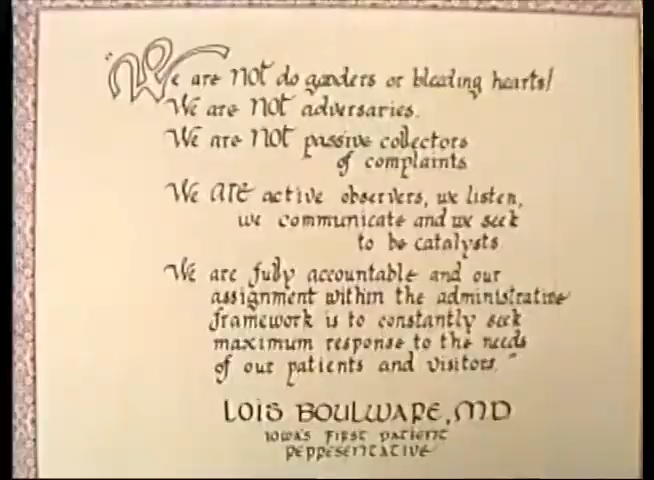 "We are NOT do gooders or bleeding hearts!
We are NOT adversaries.
We are NOT passive collectors
of complaints
We ARE active observers, we listen,
we communicate and we seek
to be catalysts
We are fully accountable and our
assignment within the administrative
framework is to constantly seek
maximum response to the needs
of our patients and visitors."
LOIS BOULWARE, MD
IOWA'S FIRST PATIENT
REPRESENTATIVE